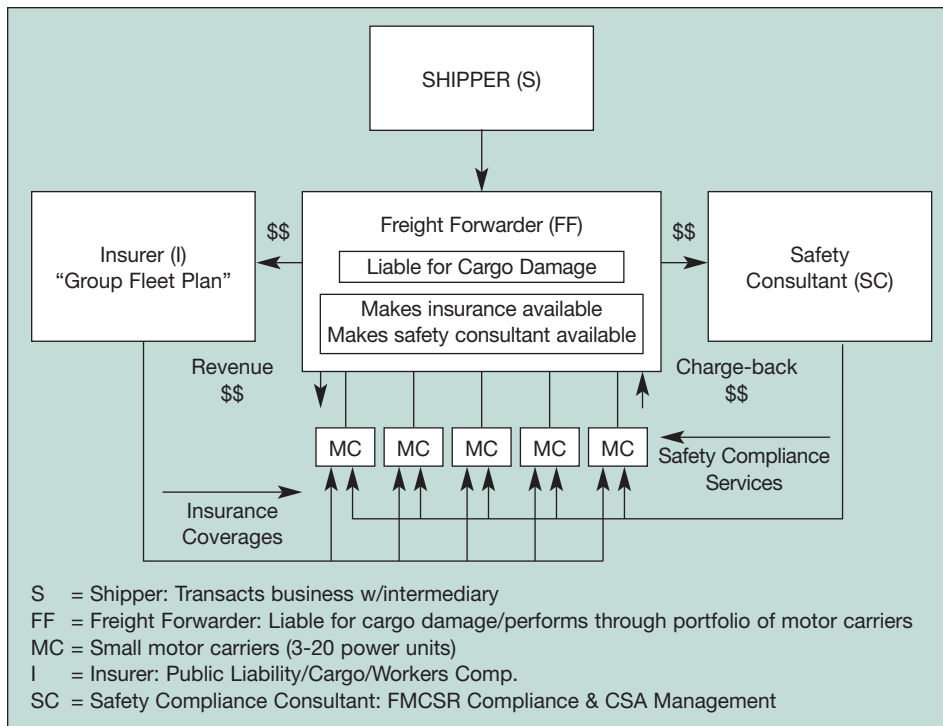 SHIPPER (S)
$$
$$
Insurer (I)
“Group Fleet Plan”
Freight Forwarder (FF)
Liable for Cargo Damage
Makes insurance available
Makes safety consultant available
Safety
Consultant (SC)
Revenue
$$
Charge-back
$$
MC
MC
MC
MC
MC
Insurance
Coverages
Safety Compliance
Services
S = Shipper: Transacts business w/intermediary
FF = Freight Forwarder: Liable for cargo damage/performs through portfolio of motor carriers
MC = Small motor carriers (3-20 power units)
I = Insurer: Public Liability/Cargo/Workers Comp.
SC = Safety Compliance Consultant: FMCSR Compliance & CSA Management